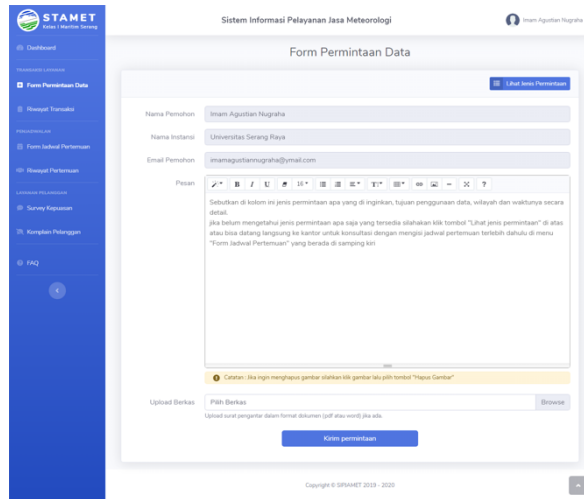 STAMET
Kelas I Maritim Serang
Dashboard
TRANSAKSI LAYANAN
Form Permintaan Data
Riwayat Transaksi
Form Jadwal Pertemuan
Riwayat Pertemuan
LAYANAN PELANGGAN
Survey Kepuasan
Komplain Pelanggan
FAQ
Sistem Informasi Pelayanan Jasa Meteorologi
Imam Agustian Nugraha
Form Permintaan Data
Lihat Jenis Permintaan
Nama Pemohon
Imam Agustian Nugraha
Nama Instansi
Universitas Serang Raya
Email Pemohon
imamagustiannugraha@ymail.com
Pesan
B I U 16 T ?
Sebutkan di kolom ini jenis permintaan apa yang di inginkan, tujuan penggunaan data, wilayah dan waktunya secara
detail.
jika belum mengetahui jenis permintaan apa saja yang tersedia silahakan klik tombol "Lihat jenis permintaan" di atas
atau bisa datang langsung ke kantor untuk konsultasi dengan mengisi jadwal pertemuan terlebih dahulu di menu
"Form Jadwal Pertemuan" yang berada di samping kiri
Catatan : Jika ingin menghapus gambar silahkan klik gambar lalu pilih tombol "Hapus Gambar"
Upload Berkas
Pilih Berkas
Browse
Upload surat pengantar dalam format dokumen (pdf atau word) jika ada.
Kirim permintaan
Copyright © SIPJAMET 2019 - 2020